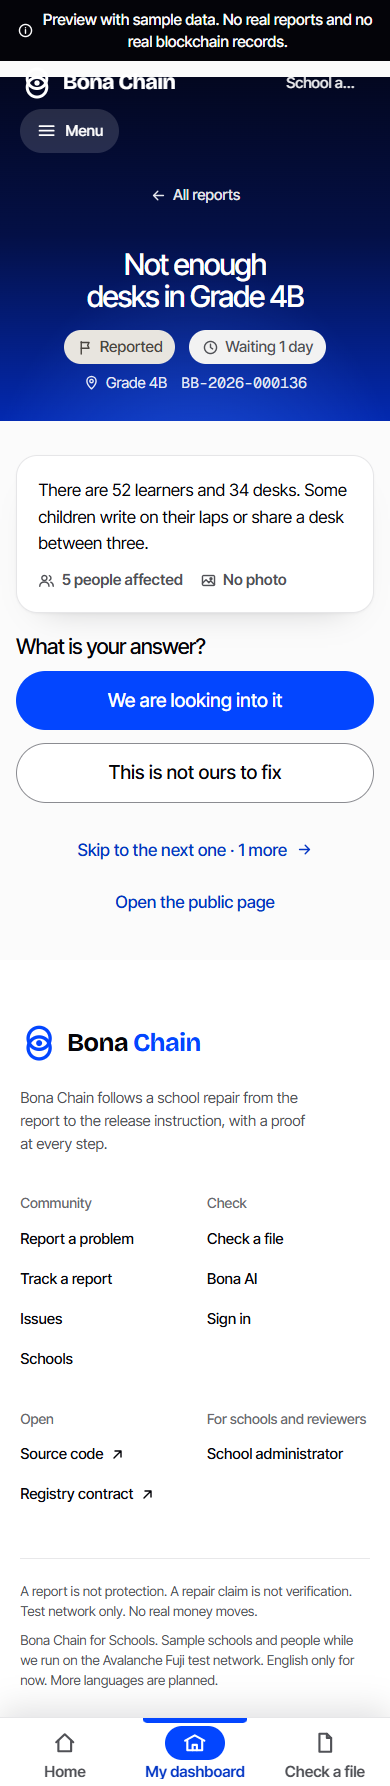 Preview with sample data. No real reports and no
real blockchain records.
Bona Chain
School a...
Menu
All reports
Not enough
desks in Grade 4B
Reported
Waiting 1 day
Grade 4B BB-2026-000136
There are 52 learners and 34 desks. Some
children write on their laps or share a desk
between three.
5 people affected
No photo
What is your answer?
We are looking into it
This is not ours to fix
Skip to the next one · 1 more →
Open the public page
Bona Chain
Bona Chain follows a school repair from the
report to the release instruction, with a proof
at every step.
Community
Report a problem
Track a report
Issues
Schools
Check
Check a file
Bona AI
Sign in
Open
Source code
Registry contract
For schools and reviewers
School administrator
A report is not protection. A repair claim is not verification.
Test network only. No real money moves.
Bona Chain for Schools. Sample schools and people while
we run on the Avalanche Fuji test network. English only for
now. More languages are planned.
Home
My dashboard
Check a file